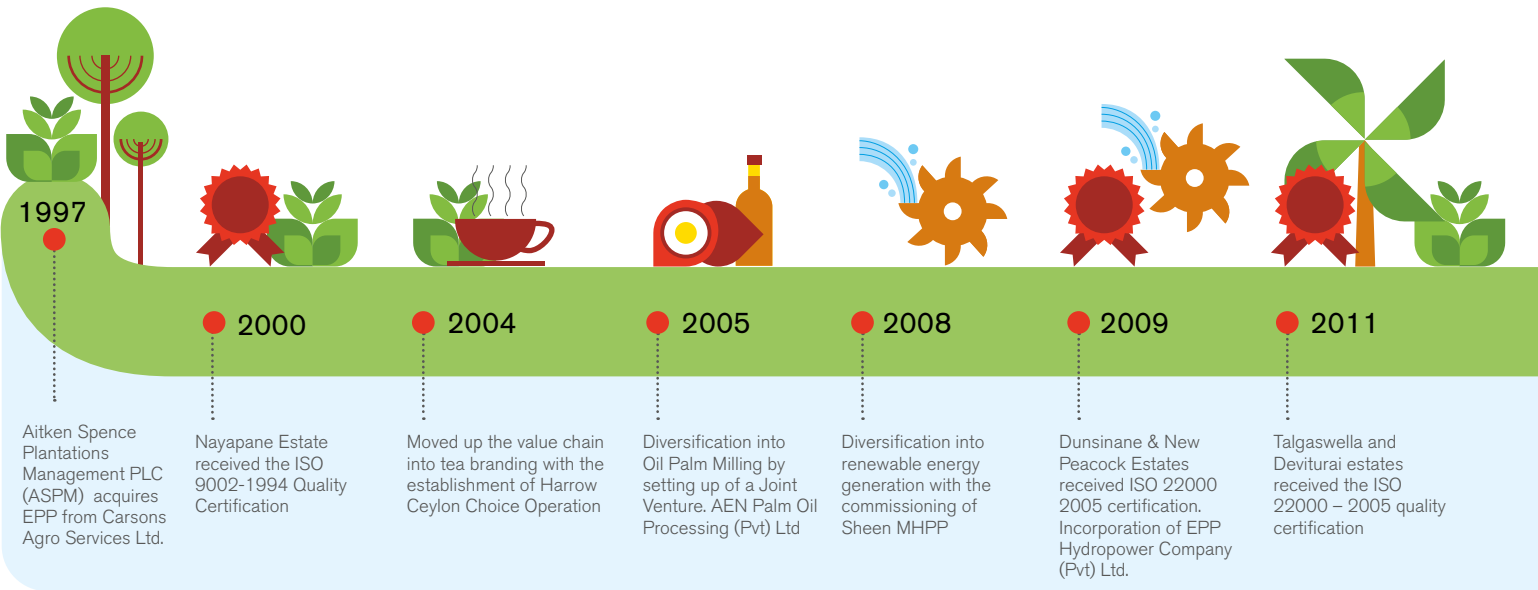 1997
Aitken Spence
Plantations
Management PLC
(ASPM) acquires
EPP from Carsons
Agro Services Ltd.
2000
Nayapane Estate
received the ISO
9002-1994 Quality
Certification
2004
Moved up the value chain
into tea branding with the
establishment of Harrow
Ceylon Choice Operation
2005
Diversification into
Oil Palm Milling by
setting up of a Joint
Venture. AEN Palm Oil
Processing (Pvt) Ltd
2008
Diversification into
renewable energy
generation with the
commissioning of
Sheen MHPP
2009
Dunsinane & New
Peacock Estates
received ISO 22000
2005 certification.
Incorporation of EPP
Hydropower Company
(Pvt) Ltd.
2011
Talgaswella and
Deviturai estates
received the ISO
22000 – 2005 quality
certification